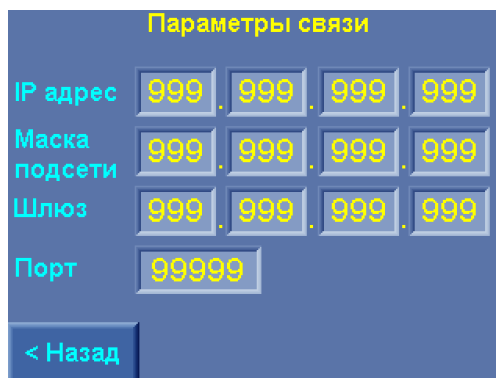 Параметры связи
IP адрес 999 . 999 . 999 . 999
Маска
подсети 999 . 999 . 999 . 999
Шлюз 999 . 999 . 999 . 999
Порт 99999
< Назад